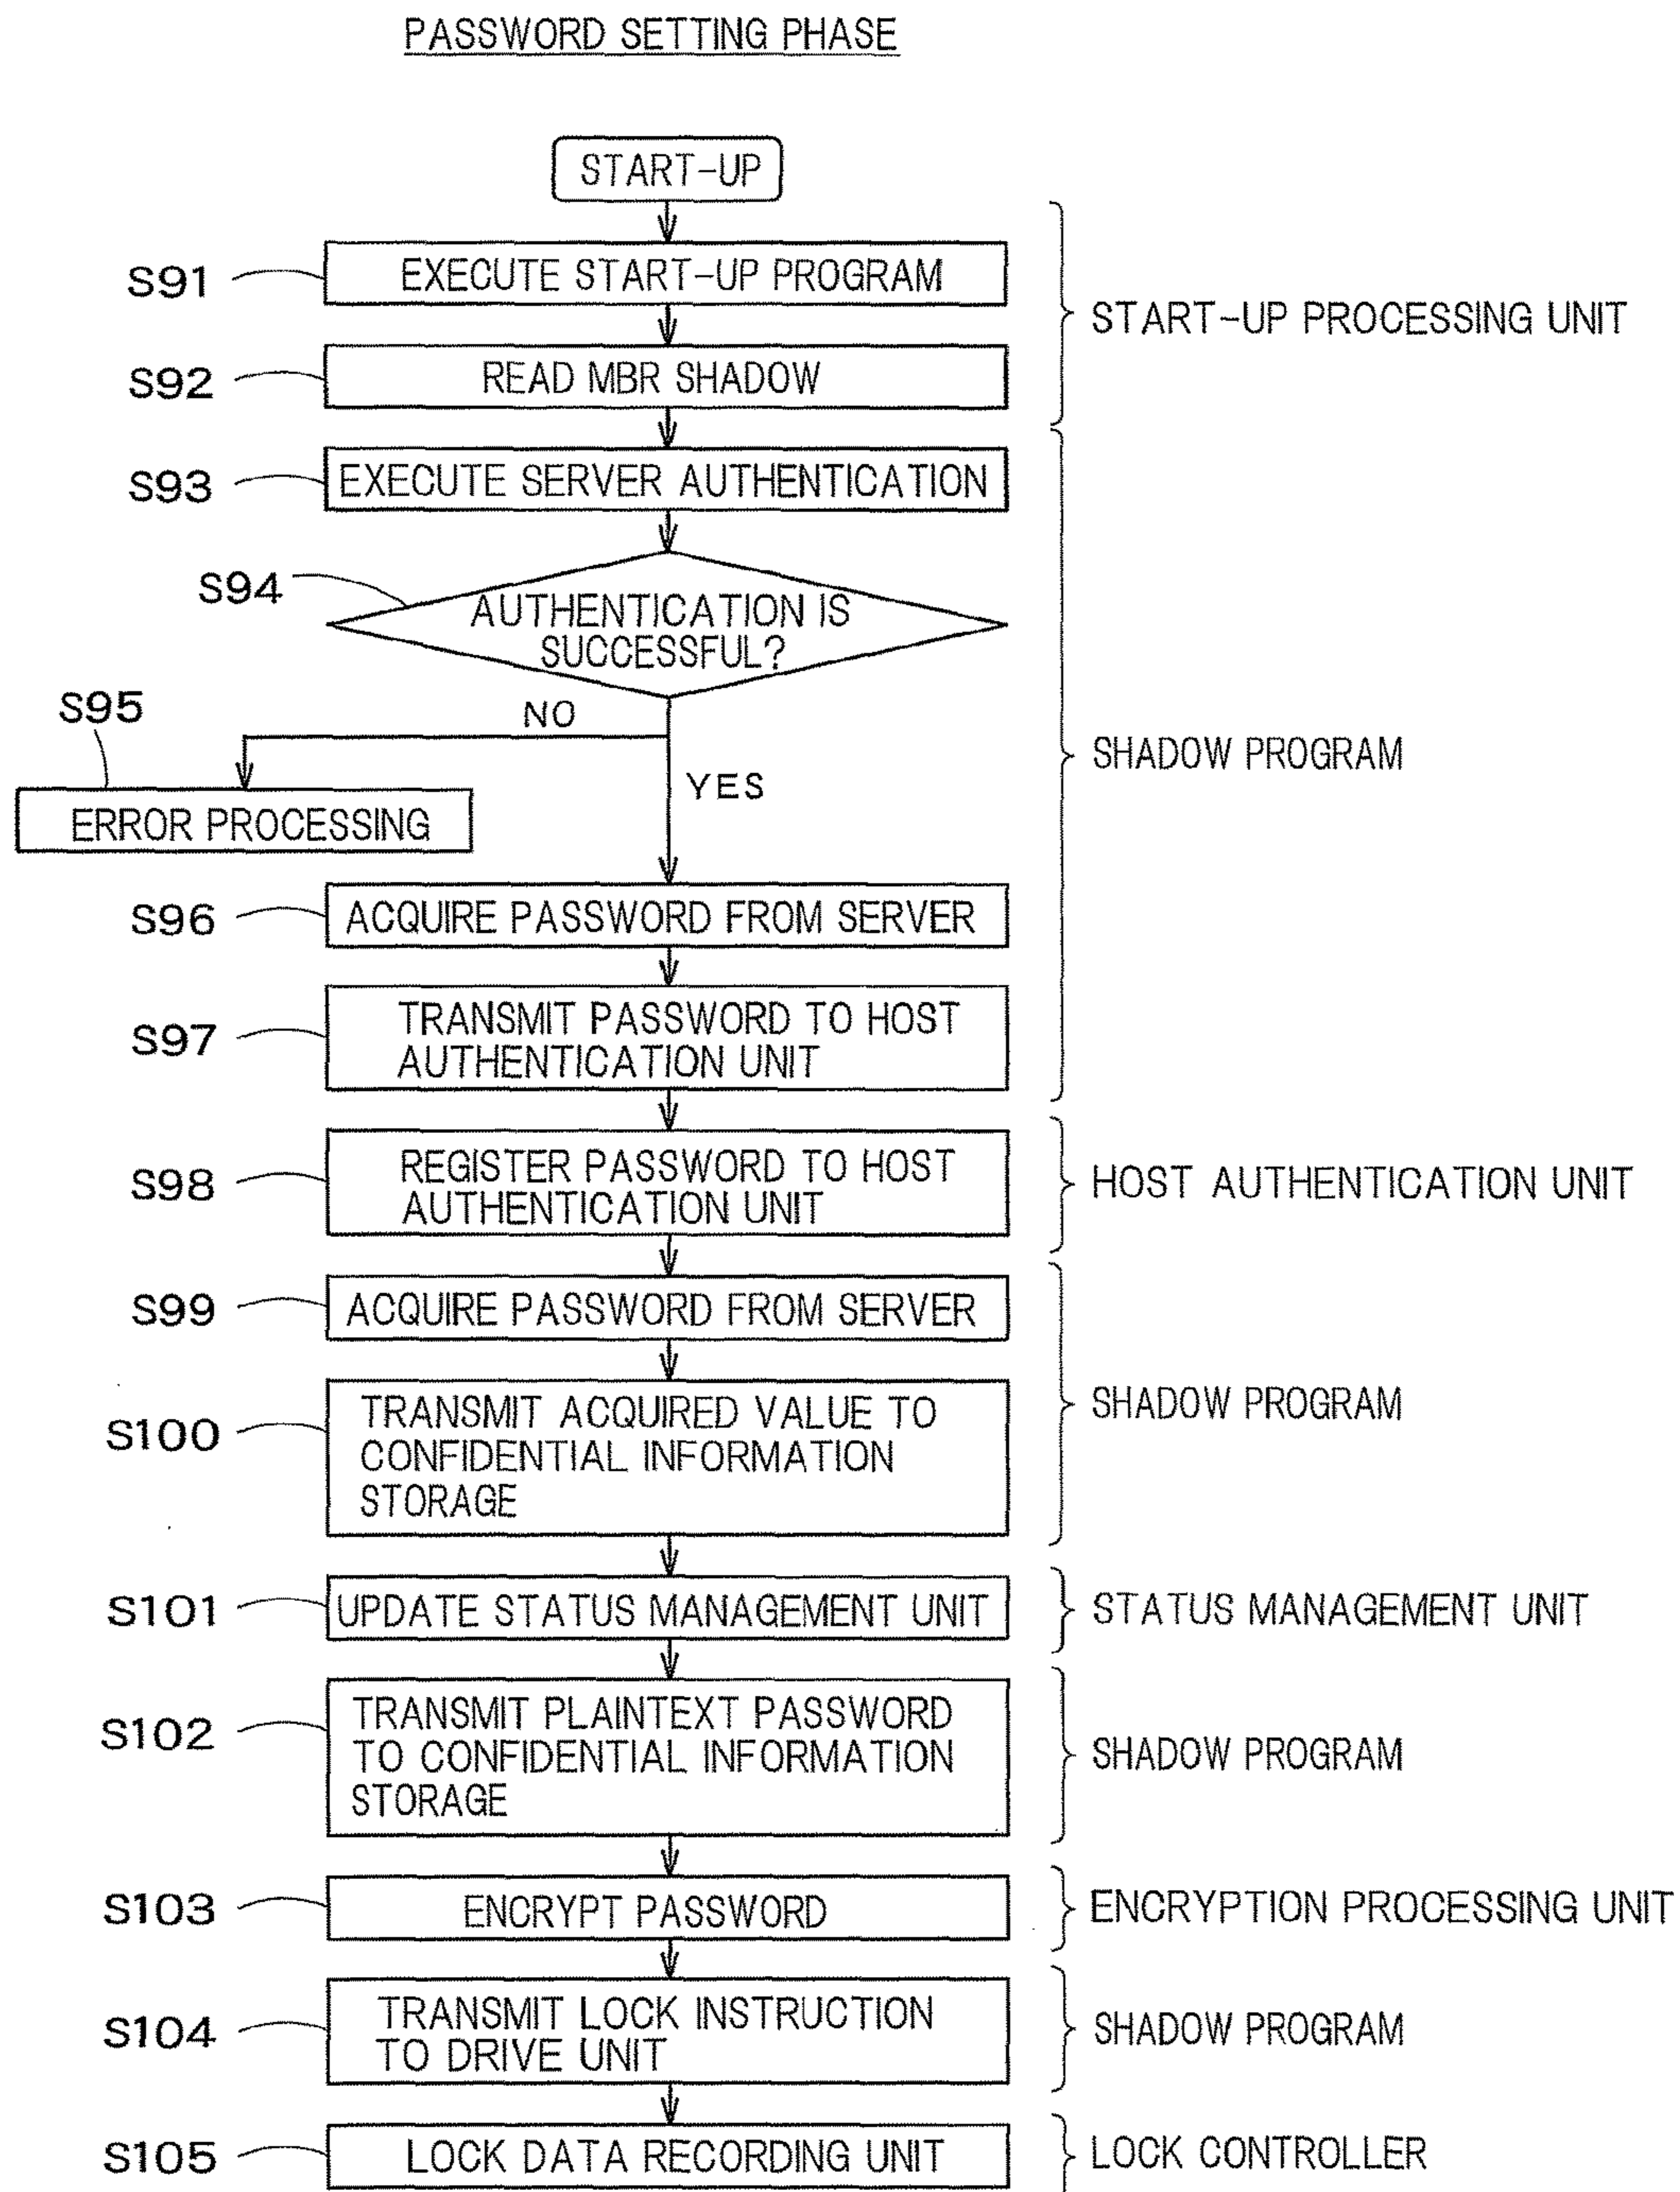 PASSWORD SETTING PHASE
START-UP
S91
EXECUTE START-UP PROGRAM
START-UP PROCESSING UNIT
S92
READ MBR SHADOW
S93
EXECUTE SERVER AUTHENTICATION
S94
AUTHENTICATION IS
SUCCESSFUL?
NO
S95
YES
SHADOW PROGRAM
ERROR PROCESSING
S96
ACQUIRE PASSWORD FROM SERVER
S97
TRANSMIT PASSWORD TO HOST
AUTHENTICATION UNIT
S98
REGISTER PASSWORD TO HOST
AUTHENTICATION UNIT
HOST AUTHENTICATION UNIT
S99
ACQUIRE PASSWORD FROM SERVER
S100
TRANSMIT ACQUIRED VALUE TO
CONFIDENTIAL INFORMATION
STORAGE
SHADOW PROGRAM
S101
UPDATE STATUS MANAGEMENT UNIT
STATUS MANAGEMENT UNIT
S102
TRANSMIT PLAINTEXT PASSWORD
TO CONFIDENTIAL INFORMATION
STORAGE
SHADOW PROGRAM
S103
ENCRYPT PASSWORD
ENCRYPTION PROCESSING UNIT
S104
TRANSMIT LOCK INSTRUCTION
TO DRIVE UNIT
SHADOW PROGRAM
S105
LOCK DATA RECORDING UNIT
LOCK CONTROLLER